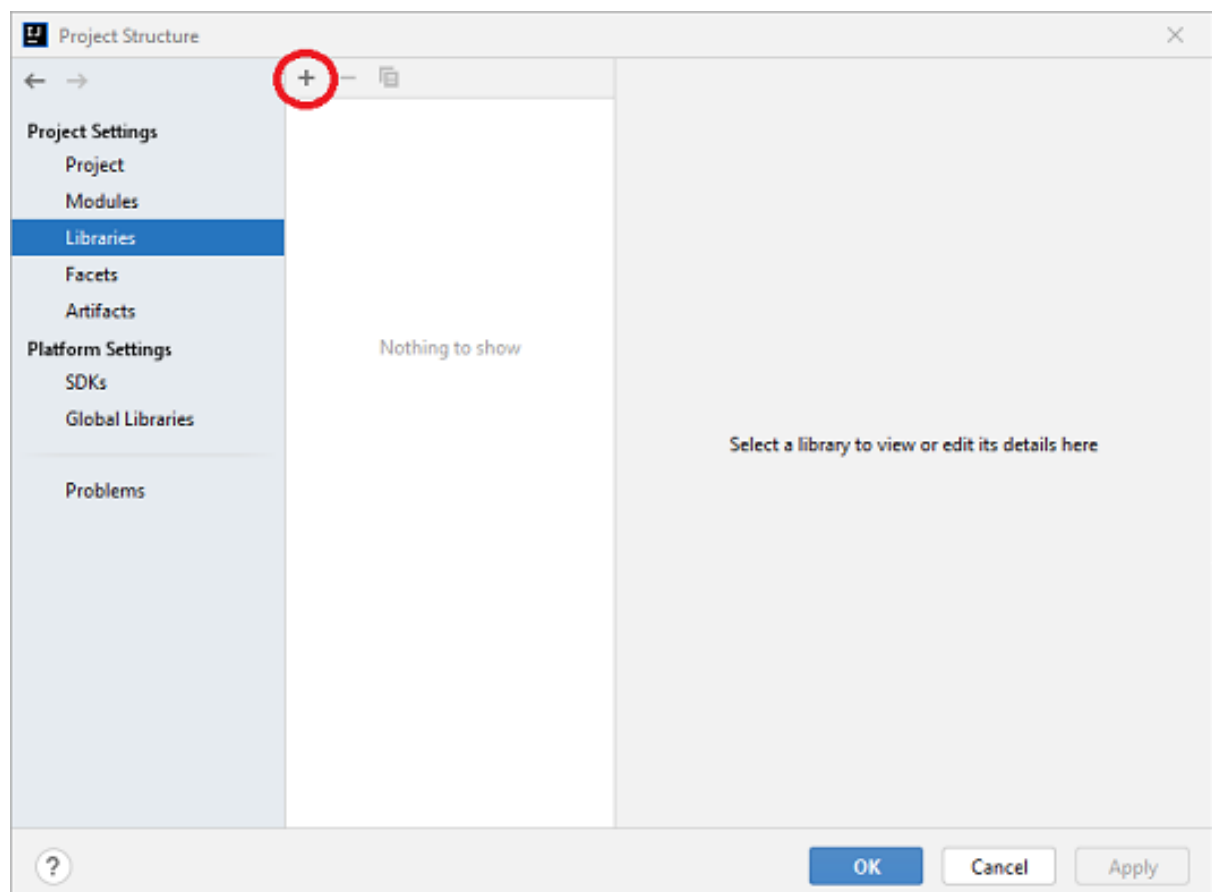 Project Structure
Project Settings
Project
Modules
Libraries
Facets
Artifacts
Platform Settings
SDKs
Global Libraries
Problems
Nothing to show
Select a library to view or edit its details here
?
OK
Cancel
Apply